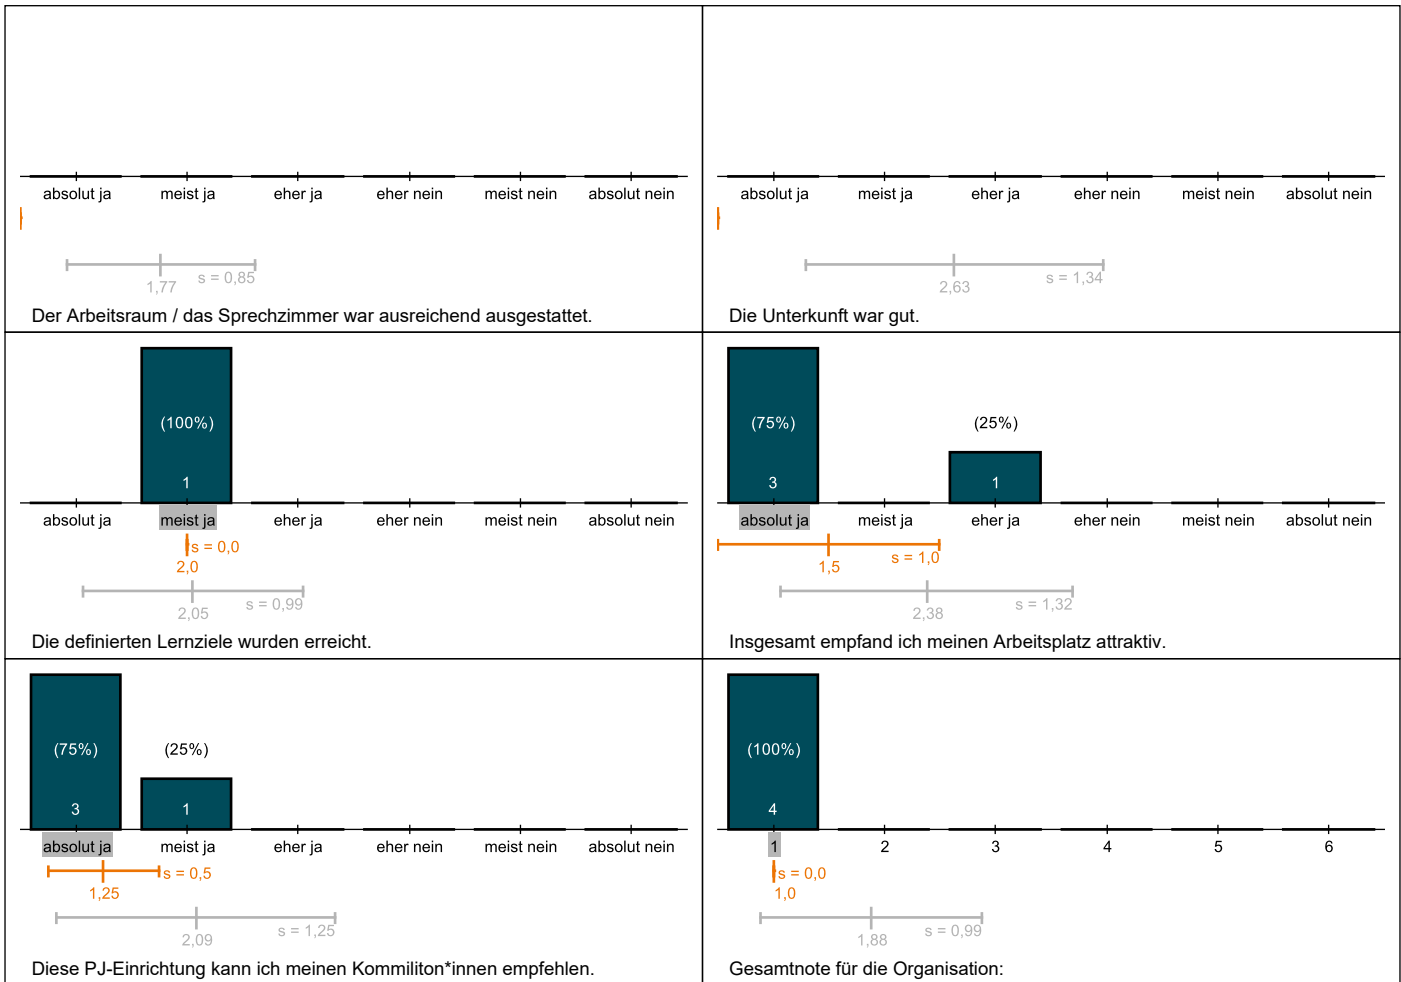 absolut ja meist ja eher ja eher nein meist nein absolut nein
s = 0,85
1,77
Der Arbeitsraum / das Sprechzimmer war ausreichend ausgestattet.
absolut ja meist ja eher ja eher nein meist nein absolut nein
s = 1,34
2,63
Die Unterkunft war gut.
(100%)
1
absolut ja meist ja eher ja eher nein meist nein absolut nein
s = 0,0
2,0
s = 0,99
2,05
Die definierten Lernziele wurden erreicht.
(75%) (25%)
3 1
absolut ja meist ja eher ja eher nein meist nein absolut nein
s = 1,0
1,5
s = 1,32
2,38
Insgesamt empfand ich meinen Arbeitsplatz attraktiv.
(75%) (25%)
3 1
absolut ja meist ja eher ja eher nein meist nein absolut nein
s = 0,5
1,25
s = 1,25
2,09
Diese PJ-Einrichtung kann ich meinen Kommiliton*innen empfehlen.
(100%)
4
1 2 3 4 5 6
s = 0,0
1,0
s = 0,99
1,88
Gesamtnote für die Organisation: